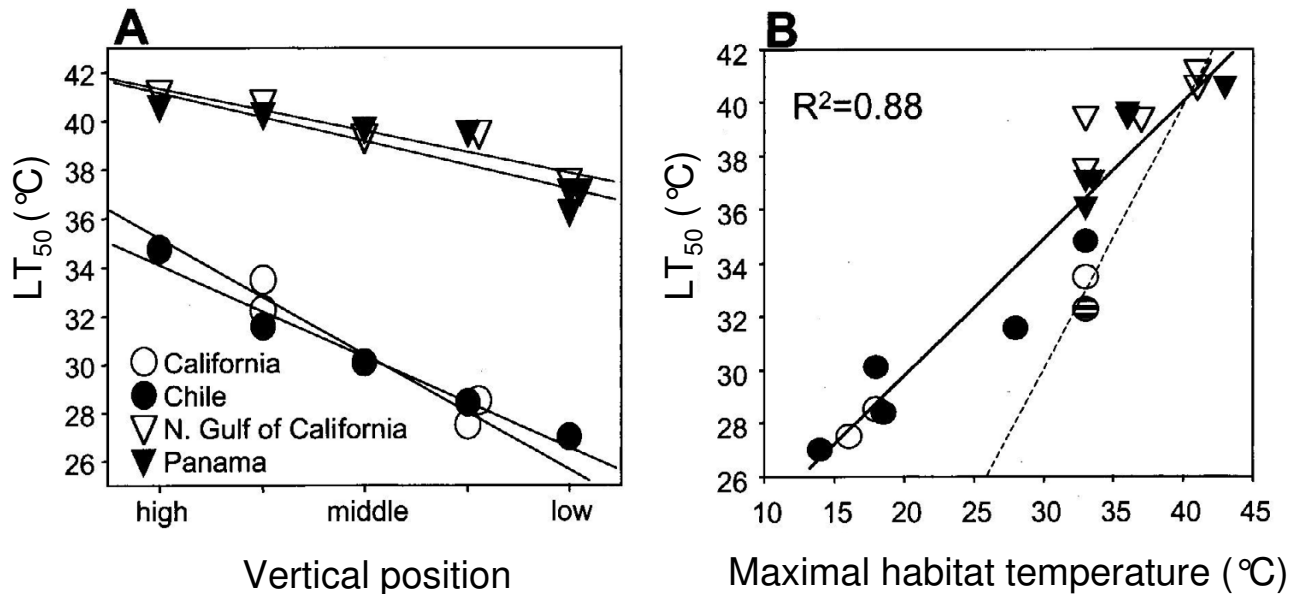 A
42
40
38
36
34
32
30
28
26
LT50 (°C)
California
Chile
N. Gulf of California
Panama
high
middle
low
Vertical position
B
R²=0.88
42
40
38
36
34
32
30
28
26
LT50 (°C)
10
15
20
25
30
35
40
45
Maximal habitat temperature (°C)